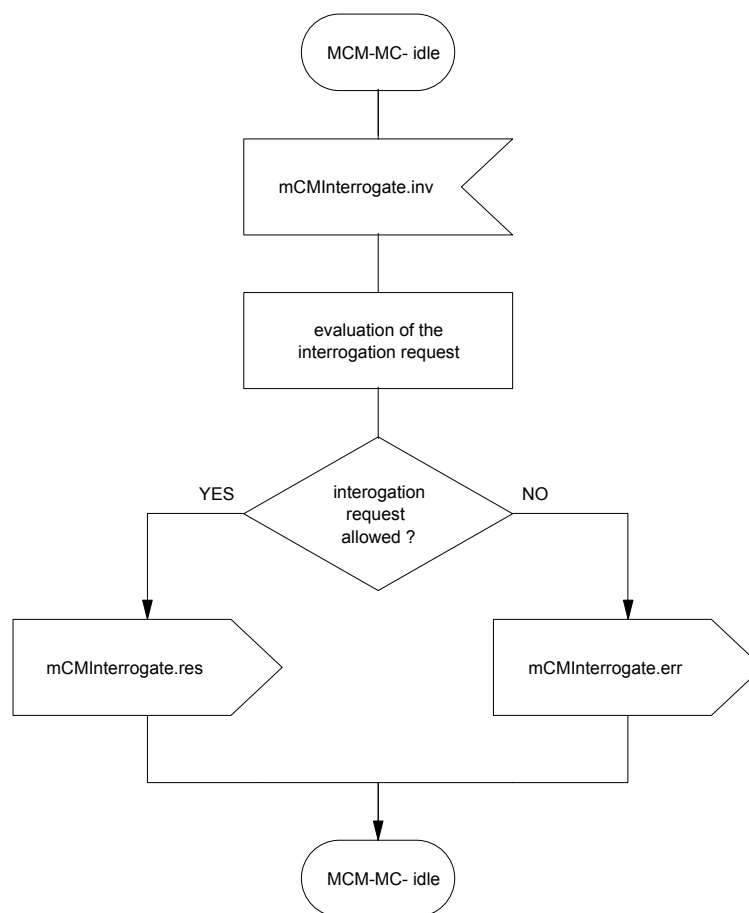 MCM-MC- idle
mCMInterrogate.inv
evaluation of the
interrogation request
YES
interogation
request
allowed ?
NO
mCMInterrogate.res
mCMInterrogate.err
MCM-MC- idle